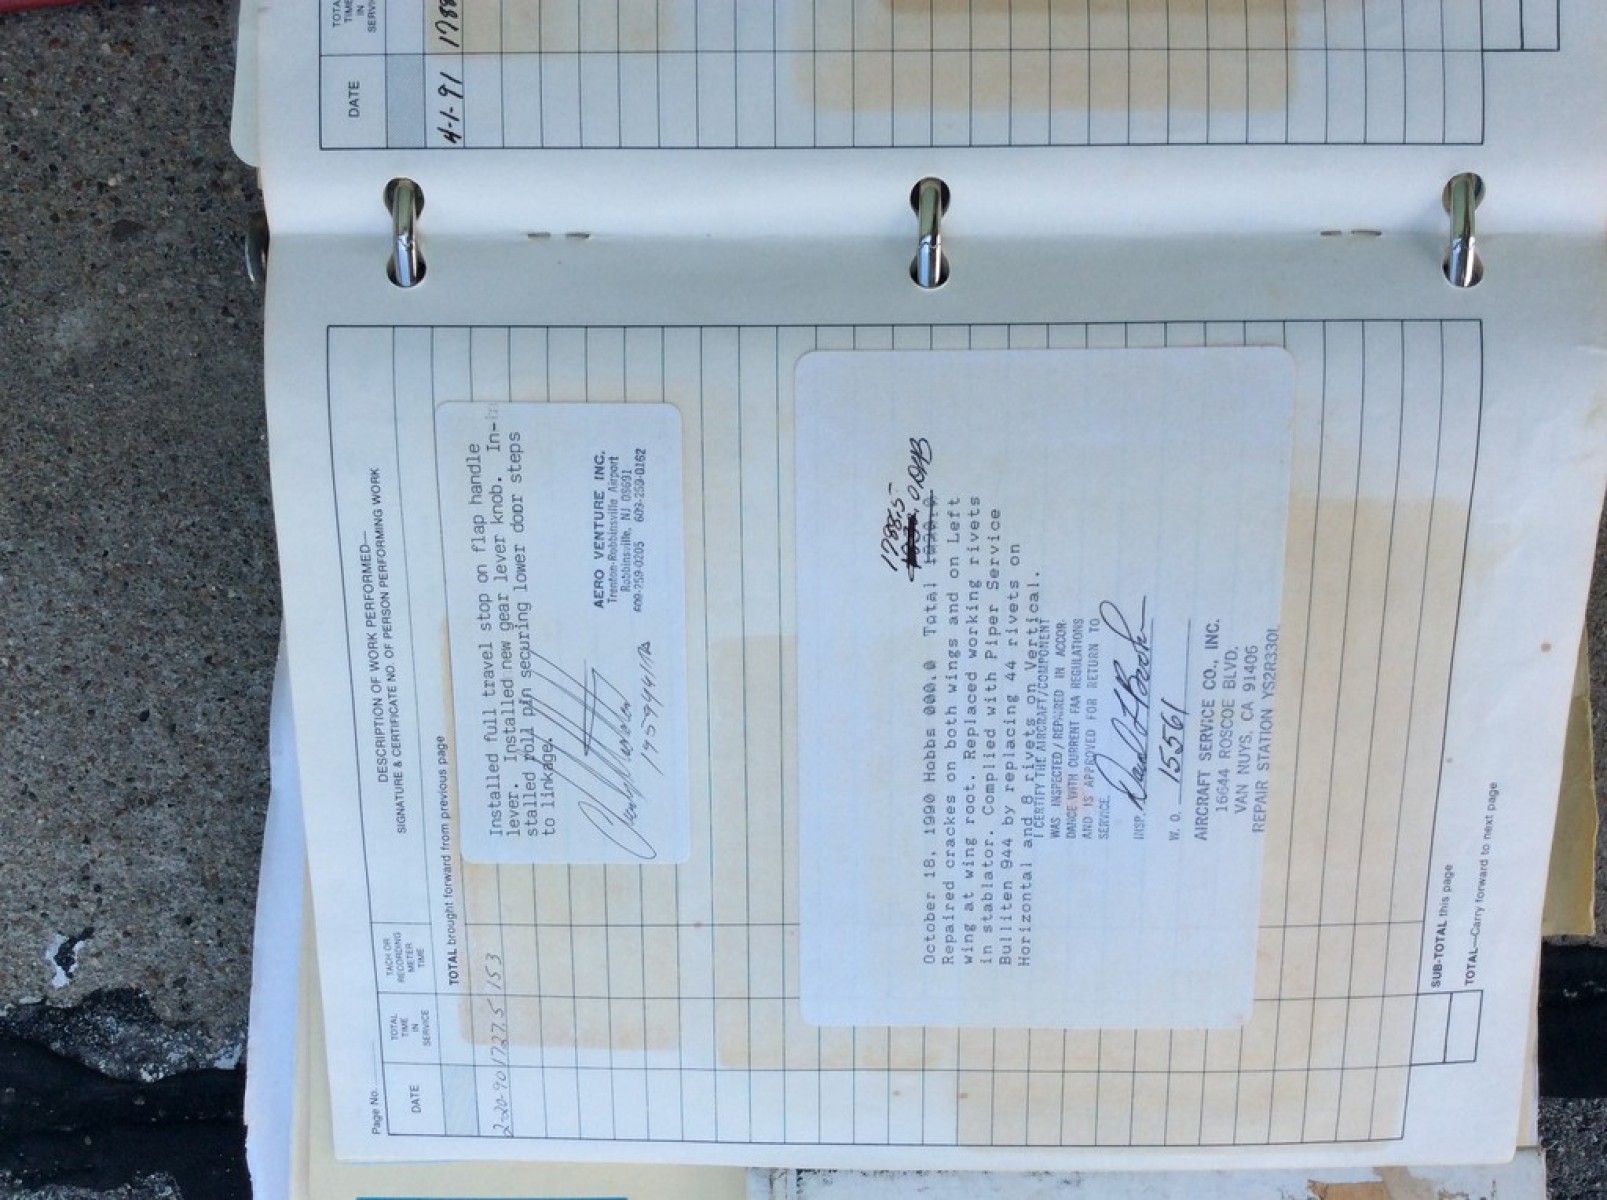 Page No.
DATE
TOTAL TIME IN SERVICE
TACH OR RECORDING METER TIME
DESCRIPTION OF WORK PERFORMED—
SIGNATURE & CERTIFICATE NO. OF PERSON PERFORMING WORK
TOTAL brought forward from previous page
2-20-90 1727.5 153
Installed full travel stop on flap handle
lever. Installed new gear lever knob. In-
stalled roll pin securing lower door steps
to linkage.
AERO VENTURE INC.
Trenton-Robbinsville Airport
Robbinsville, NJ 08691
609-259-0205 609-259-0162
1788.5
October 18, 1990 Hobbs 000.0 Total
Repaired crackes on both wings and on Left
wing at wing root. Replaced working rivets
in stablator. Complied with Piper Service
Bulliten 944 by replacing 44 rivets on
Horizontal and 8 rivets on Vertical.
I CERTIFY THE AIRCRAFT/COMPONENT
WAS INSPECTED/REPAIRED IN ACCOR-
DANCE WITH CURRENT FAA REGULATIONS
AND IS APPROVED FOR RETURN TO
SERVICE.
INSP.
W. O. 15561
AIRCRAFT SERVICE CO., INC.
16644 ROSCOE BLVD.
VAN NUYS, CA 91406
REPAIR STATION YS2R330L
SUB-TOTAL this page
TOTAL—Carry forward to next page
DATE
TOTAL TIME IN SERVICE
4-1-91